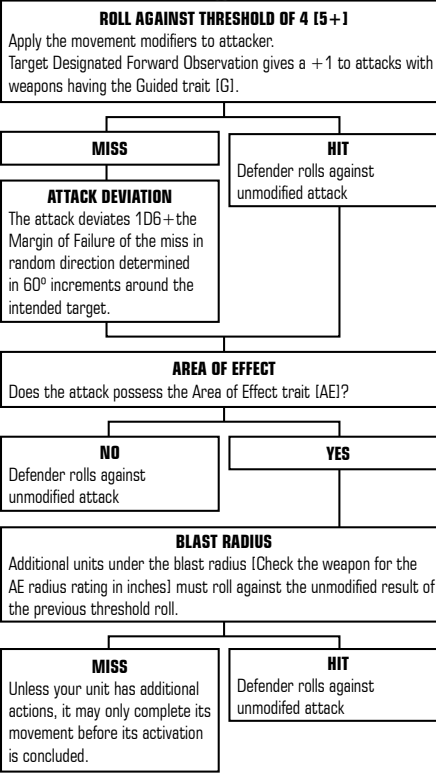 ROLL AGAINST THRESHOLD OF 4 [5+]
Apply the movement modifiers to attacker.
Target Designated Forward Observation gives a +1 to attacks with
weapons having the Guided trait [G].
MISS
HIT
Defender rolls against
unmodified attack
ATTACK DEVIATION
The attack deviates 1D6+the
Margin of Failure of the miss in
random direction determined
in 60º increments around the
intended target.
AREA OF EFFECT
Does the attack possess the Area of Effect trait [AE]?
NO
Defender rolls against
unmodified attack
YES
BLAST RADIUS
Additional units under the blast radius [Check the weapon for the
AE radius rating in inches] must roll against the unmodified result of
the previous threshold roll.
MISS
Unless your unit has additional
actions, it may only complete its
movement before its activation
is concluded.
HIT
Defender rolls against
unmodifed attack